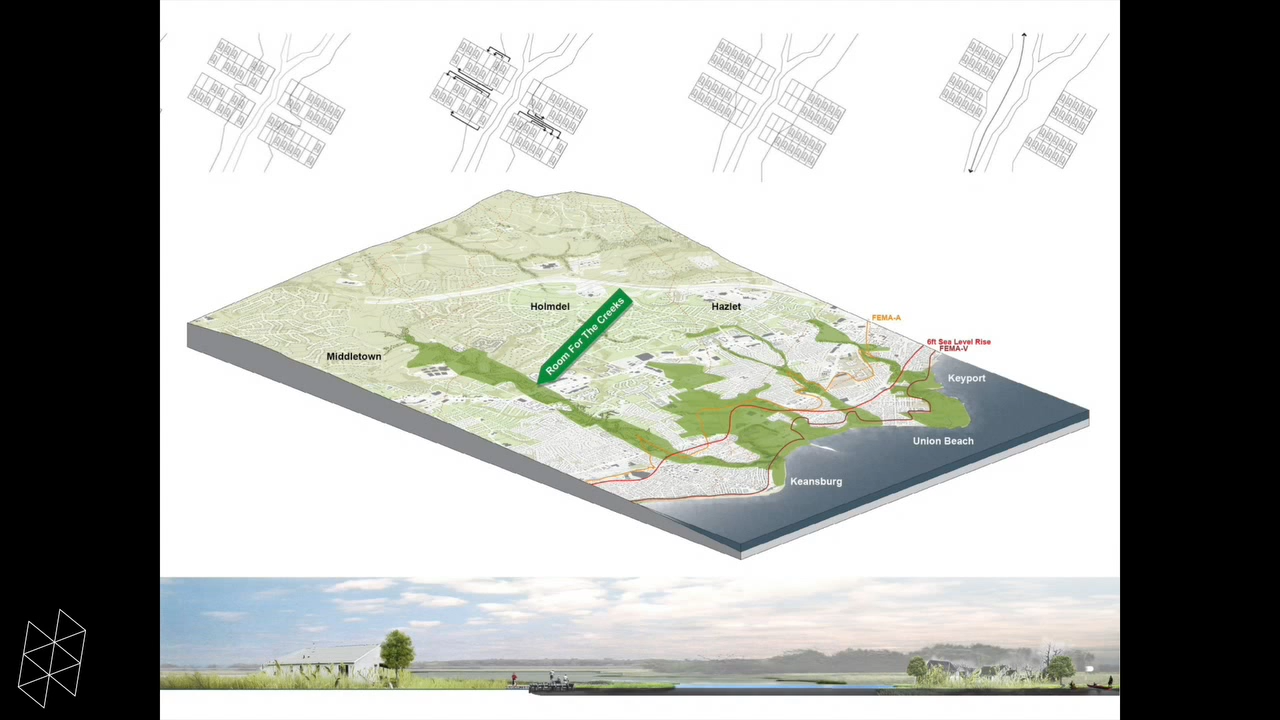 Holmdel
Hazlet
Room For The Creeks
FEMA-A
6ft Sea Level Rise
FEMA-V
Middletown
Keyport
Union Beach
Keansburg